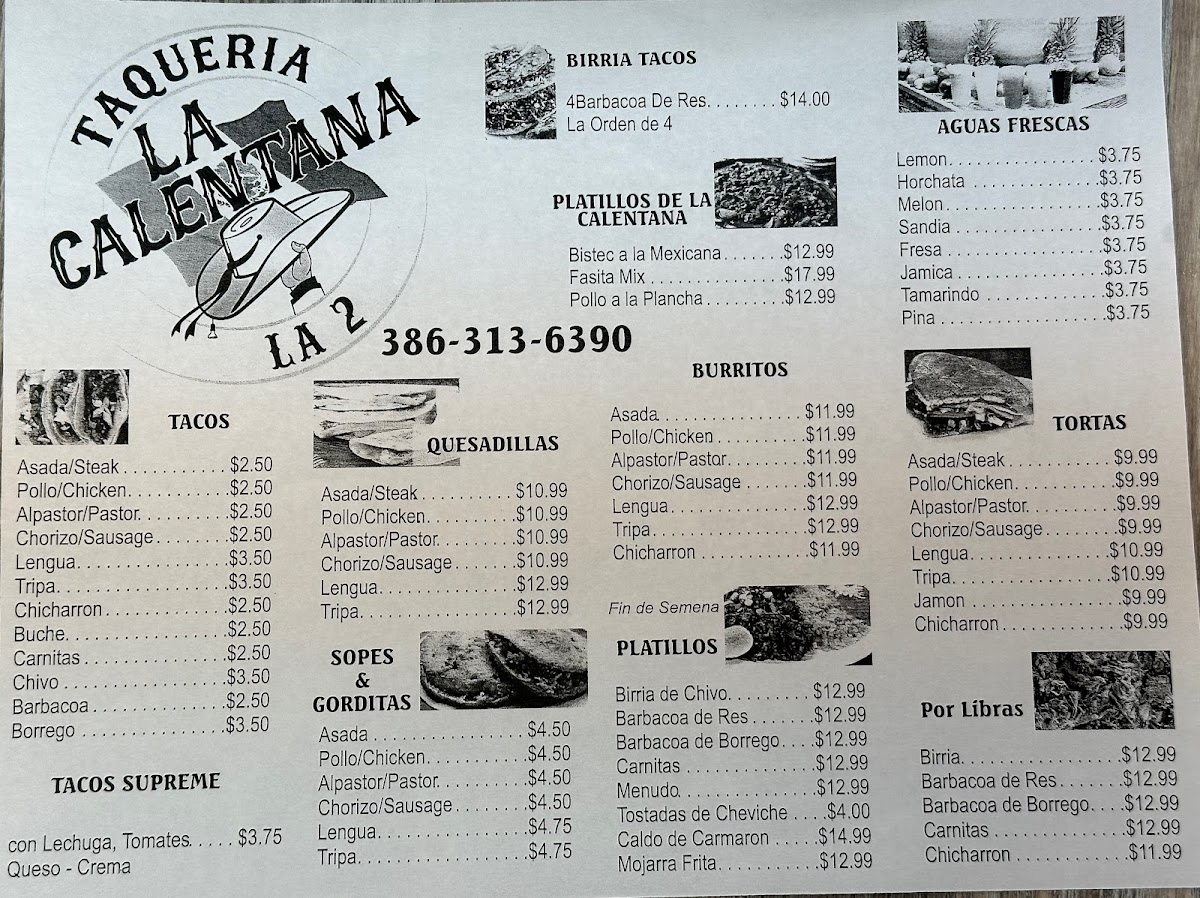 TAQUERIA
LA
CALENTANA
LA 2
386-313-6390
BIRRIA TACOS
4Barbacoa De Res........$14.00
La Orden de 4
PLATILLOS DE LA
CALENTANA
Bistec a la Mexicana.......$12.99
Fasita Mix.................$17.99
Pollo a la Plancha.........$12.99
AGUAS FRESCAS
Lemon.................$3.75
Horchata..............$3.75
Melon.................$3.75
Sandia................$3.75
Fresa.................$3.75
Jamica................$3.75
Tamarindo.............$3.75
Pina..................$3.75
TACOS
Asada/Steak...........$2.50
Pollo/Chicken.........$2.50
Alpastor/Pastor.......$2.50
Chorizo/Sausage.......$2.50
Lengua................$3.50
Tripa.................$3.50
Chicharron............$2.50
Buche.................$2.50
Carnitas..............$2.50
Chivo.................$3.50
Barbacoa..............$2.50
Borrego...............$3.50
TACOS SUPREME
con Lechuga, Tomates.....$3.75
Queso - Crema
QUESADILLAS
Asada/Steak...........$10.99
Pollo/Chicken.........$10.99
Alpastor/Pastor.......$10.99
Chorizo/Sausage.......$10.99
Lengua................$12.99
Tripa.................$12.99
SOPES
&
GORDITAS
Asada.................$4.50
Pollo/Chicken.........$4.50
Alpastor/Pastor.......$4.50
Chorizo/Sausage.......$4.50
Lengua................$4.75
Tripa.................$4.75
BURRITOS
Asada.................$11.99
Pollo/Chicken.........$11.99
Alpastor/Pastor.......$11.99
Chorizo/Sausage.......$11.99
Lengua................$12.99
Tripa.................$12.99
Chicharron............$11.99
Fin de Semena
PLATILLOS
Birria de Chivo.........$12.99
Barbacoa de Res.........$12.99
Barbacoa de Borrego....$12.99
Carnitas................$12.99
Menudo..................$12.99
Tostadas de Cheviche....$4.00
Caldo de Carmaron.......$14.99
Mojarra Frita...........$12.99
TORTAS
Asada/Steak...........$9.99
Pollo/Chicken.........$9.99
Alpastor/Pastor.......$9.99
Chorizo/Sausage.......$9.99
Lengua................$10.99
Tripa.................$10.99
Jamon.................$9.99
Chicharron............$9.99
Por Libras
Birria..................$12.99
Barbacoa de Res.........$12.99
Barbacoa de Borrego....$12.99
Carnitas................$12.99
Chicharron..............$11.99